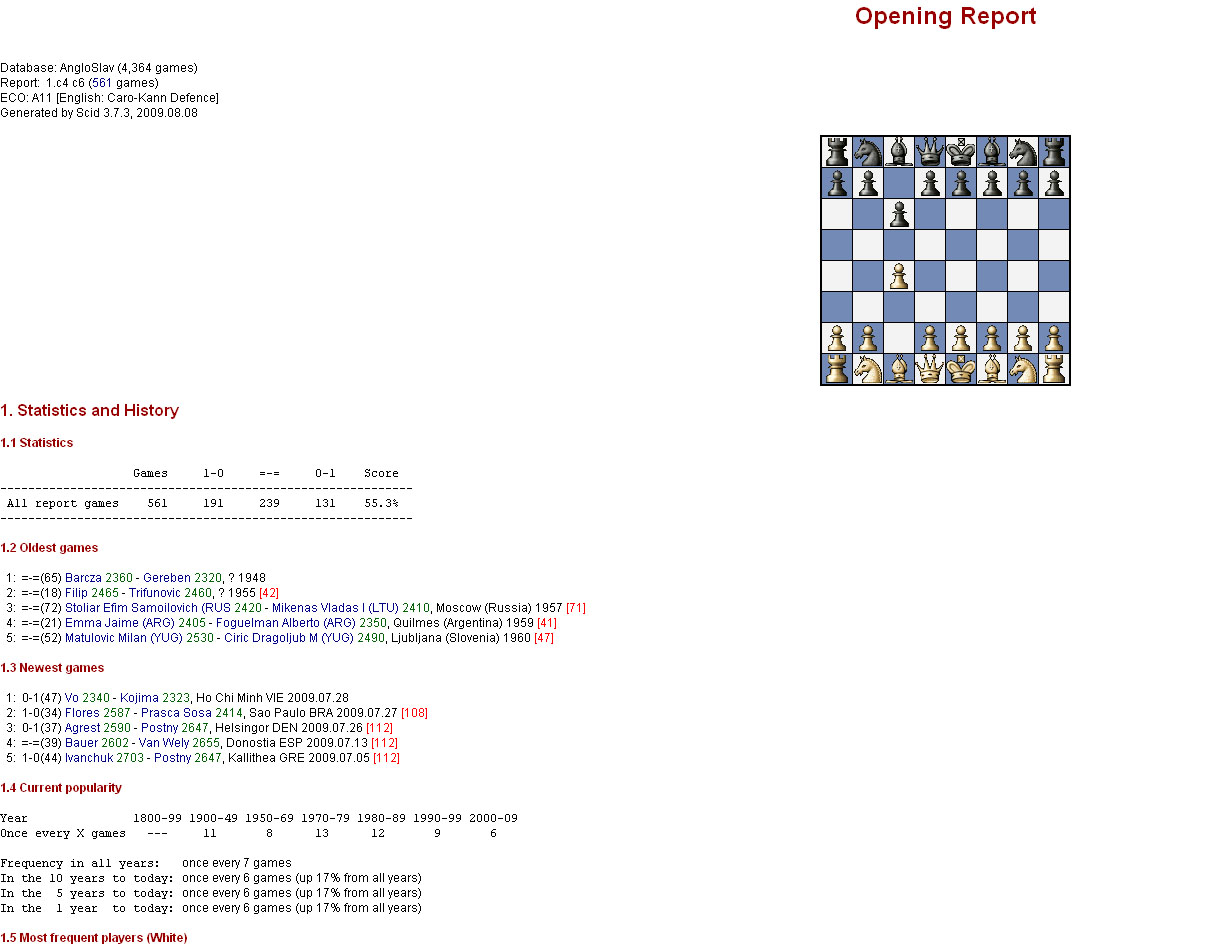 Opening Report
Database: AngloSlav (4,364 games)
Report: 1.c4 c6 (561 games)
ECO: A11 [English: Caro-Kann Defence]
Generated by Scid 3.7.3, 2009.08.08
1. Statistics and History
1.1 Statistics
Games 1-0 =-= 0-1 Score
-----------------------------------------------------------
All report games 561 191 239 131 55.3%
-----------------------------------------------------------
1.2 Oldest games
1: =-=(65) Barcza 2360 - Gereben 2320, ? 1948
2: =-=(18) Filip 2465 - Trifunovic 2460, ? 1955 [42]
3: =-=(72) Stoliar Efim Samoilovich (RUS 2420 - Mikenas Vladas I (LTU) 2410, Moscow (Russia) 1957 [71]
4: =-=(21) Emma Jaime (ARG) 2405 - Foguelman Alberto (ARG) 2350, Quilmes (Argentina) 1959 [41]
5: =-=(52) Matulovic Milan (YUG) 2530 - Ciric Dragoljub M (YUG) 2490, Ljubljana (Slovenia) 1960 [47]
1.3 Newest games
1: 0-1(47) Vo 2340 - Kojima 2323, Ho Chi Minh VIE 2009.07.28
2: 1-0(34) Flores 2587 - Prasca Sosa 2414, Sao Paulo BRA 2009.07.27 [108]
3: 0-1(37) Agrest 2590 - Postny 2647, Helsingor DEN 2009.07.26 [112]
4: =-=(39) Bauer 2602 - Van Wely 2655, Donostia ESP 2009.07.13 [112]
5: 1-0(44) Ivanchuk 2703 - Postny 2647, Kallithea GRE 2009.07.05 [112]
1.4 Current popularity
Year 1800-99 1900-49 1950-69 1970-79 1980-89 1990-99 2000-09
Once every X games --- 11 8 13 12 9 6
Frequency in all years: once every 7 games
In the 10 years to today: once every 6 games (up 17% from all years)
In the 5 years to today: once every 6 games (up 17% from all years)
In the 1 year to today: once every 6 games (up 17% from all years)
1.5 Most frequent players (White)